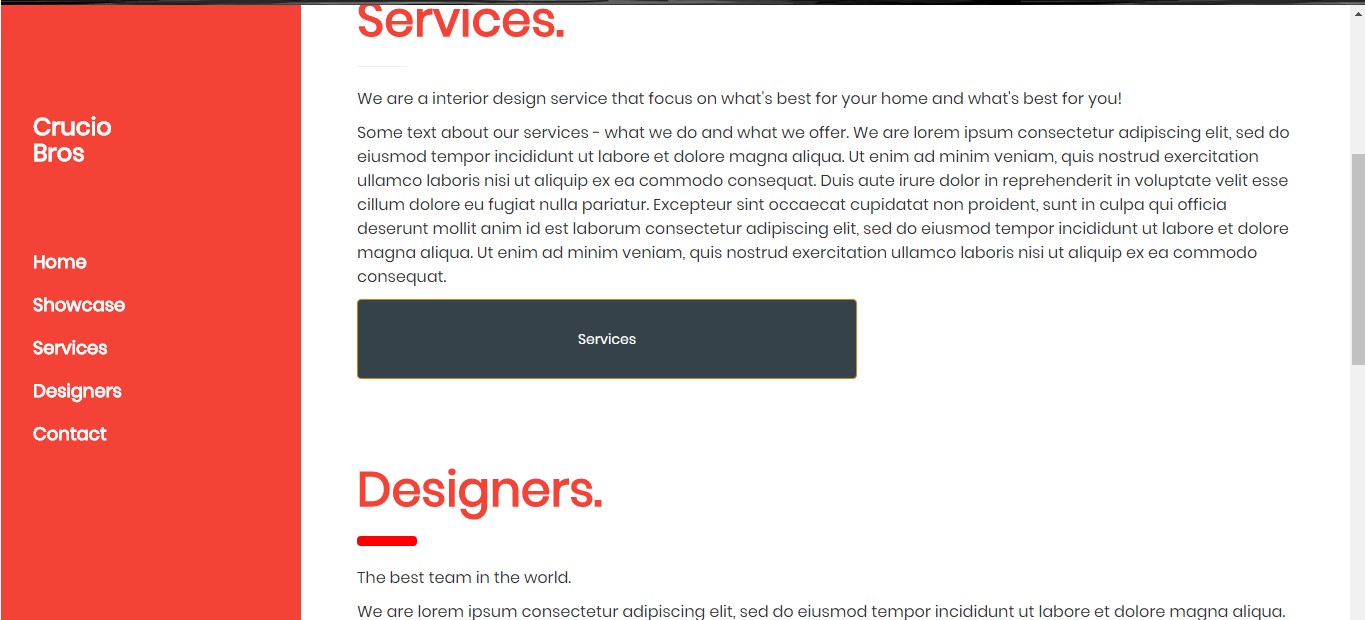 Crucio
Bros
Home
Showcase
Services
Designers
Contact
Services.
We are a interior design service that focus on what's best for your home and what's best for you!
Some text about our services - what we do and what we offer. We are lorem ipsum consectetur adipiscing elit, sed do
eiusmod tempor incididunt ut labore et dolore magna aliqua. Ut enim ad minim veniam, quis nostrud exercitation
ullamco laboris nisi ut aliquip ex ea commodo consequat. Duis aute irure dolor in reprehenderit in voluptate velit esse
cillum dolore eu fugiat nulla pariatur. Excepteur sint occaecat cupidatat non proident, sunt in culpa qui officia
deserunt mollit anim id est laborum consectetur adipiscing elit, sed do eiusmod tempor incididunt ut labore et dolore
magna aliqua. Ut enim ad minim veniam, quis nostrud exercitation ullamco laboris nisi ut aliquip ex ea commodo
consequat.
Services
Designers.
The best team in the world.
We are lorem ipsum consectetur adipiscing elit, sed do eiusmod tempor incididunt ut labore et dolore magna aliqua.